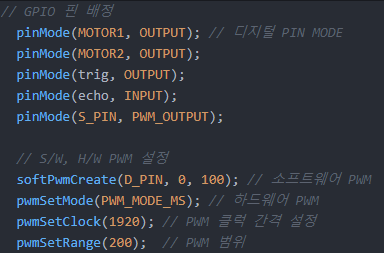 // GPIO 핀 배정
pinMode(MOTOR1, OUTPUT); // 디지털 PIN MODE
pinMode(MOTOR2, OUTPUT);
pinMode(trig, OUTPUT);
pinMode(echo, INPUT);
pinMode(S_PIN, PWM_OUTPUT);
// S/W, H/W PWM 설정
softPwmCreate(D_PIN, 0, 100); // 소프트웨어 PWM
pwmSetMode(PWM_MODE_MS); // 하드웨어 PWM
pwmSetClock(1920); // PWM 클럭 간격 설정
pwmSetRange(200);  // PWM 범위